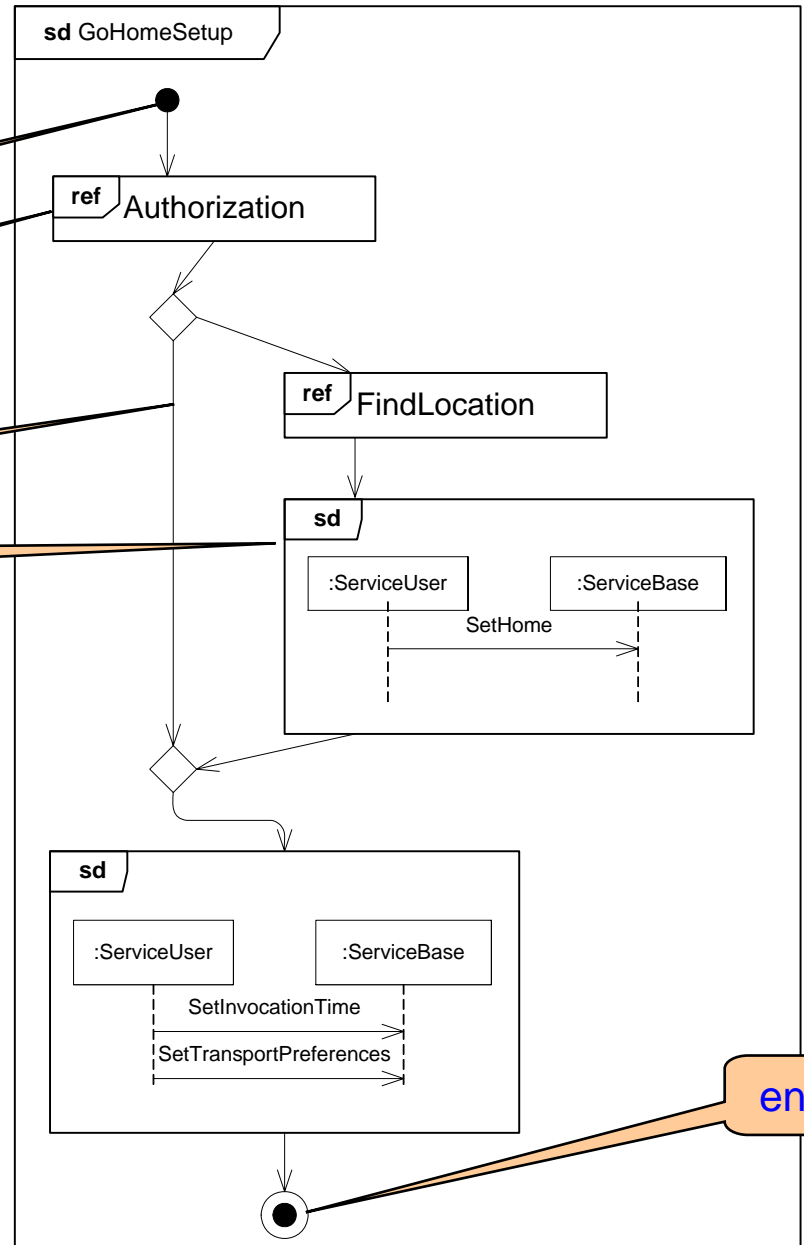 sd GoHomeSetup
ref Authorization
ref FindLocation
sd
:ServiceUser :ServiceBase
SetHome
sd
:ServiceUser :ServiceBase
SetInvocationTime
SetTransportPreferences